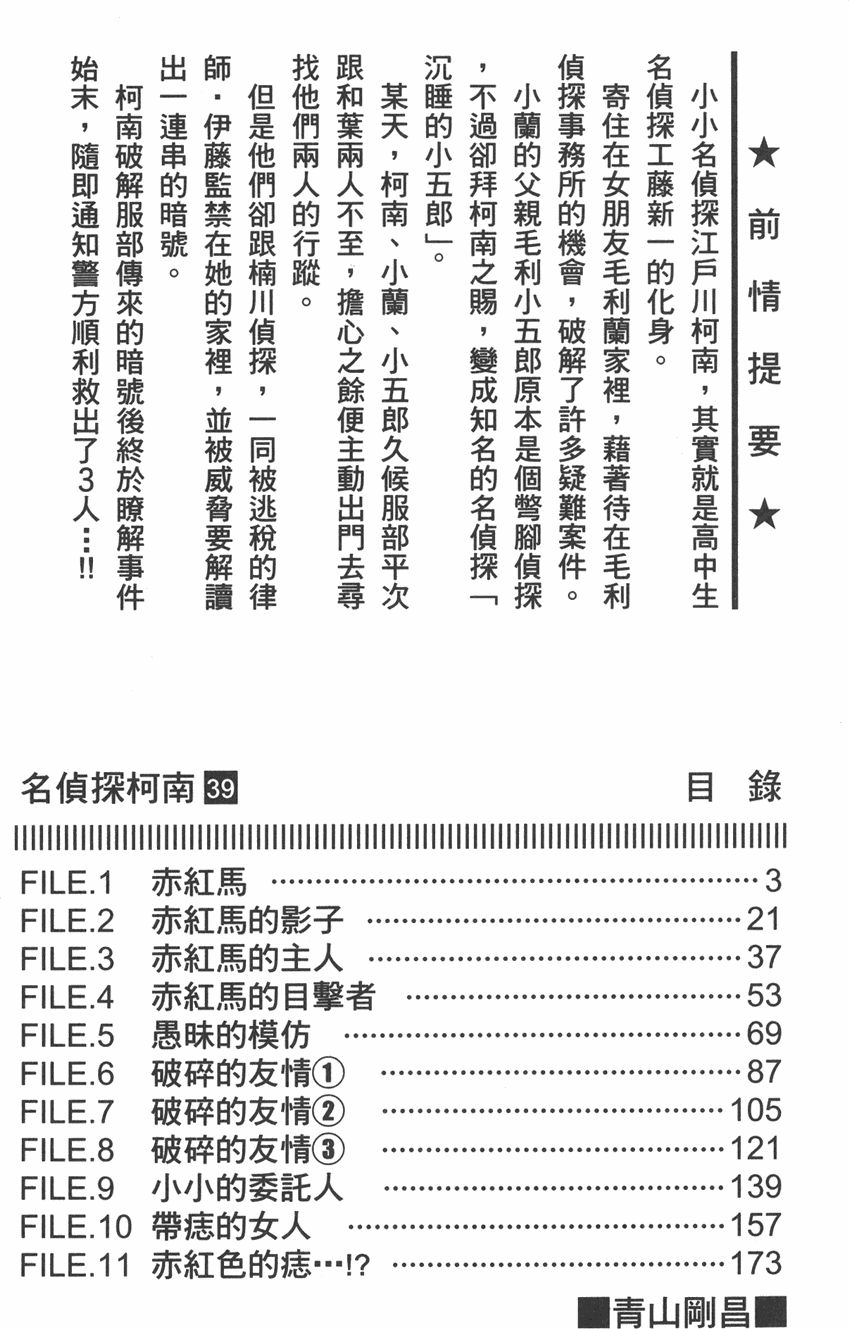 ★前情提要★
小小名偵探江戶川柯南，其實就是高中生
名偵探工藤新一的化身。
寄住在女朋友毛利蘭家裡，藉著待在毛利
偵探事務所的機會，破解了許多疑難案件。
小蘭的父親毛利小五郎原本是個彆腳偵探
，不過卻拜柯南之賜，變成知名的名偵探「
沉睡的小五郎」。
某天，柯南、小蘭、小五郎久候服部平次
跟和葉兩人不至，擔心之餘便主動出門去尋
找他們兩人的行蹤。
但是他們卻跟楠川偵探，一同被逃稅的律
師·伊藤監禁在她的家裡，並被威脅要解讀
出一連串的暗號。
柯南破解服部傳來的暗號後終於瞭解事件
始末，隨即通知警方順利救出了3人…!!
名偵探柯南39 目錄
FILE.1 赤紅馬 ……3
FILE.2 赤紅馬的影子 ……21
FILE.3 赤紅馬的主人 ……37
FILE.4 赤紅馬的目擊者 ……53
FILE.5 愚昧的模仿 ……69
FILE.6 破碎的友情① ……87
FILE.7 破碎的友情② ……105
FILE.8 破碎的友情③ ……121
FILE.9 小小的委託人 ……139
FILE.10 帶痣的女人 ……157
FILE.11 赤紅色的痣…!? ……173
■青山剛昌■